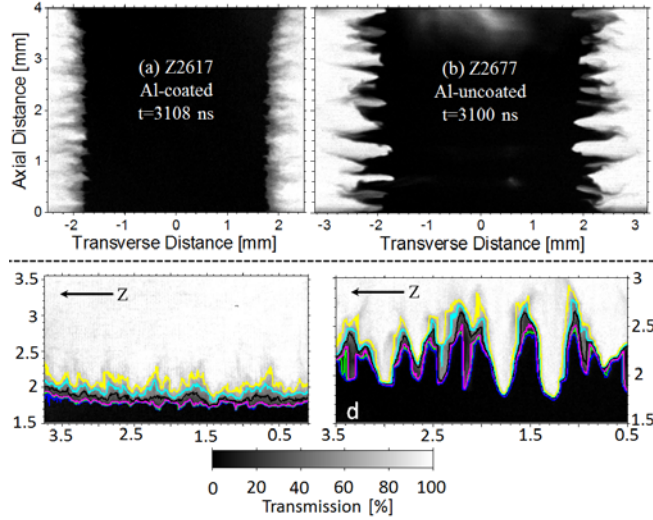 4
3
2
1
0
Axial Distance [mm]
(a) Z2617
Al-coated
t=3108 ns
(b) Z2677
Al-uncoated
t=3100 ns
-2 -1 0 1 2
Transverse Distance [mm]
-3 -2 -1 0 1 2 3
Transverse Distance [mm]
3.5
3.0
2.5
2.0
1.5
Z
3.5 2.5 1.5 0.5
Z
d
3
2.5
2
1.5
3.5 2.5 1.5 0.5
0 20 40 60 80 100
Transmission [%]